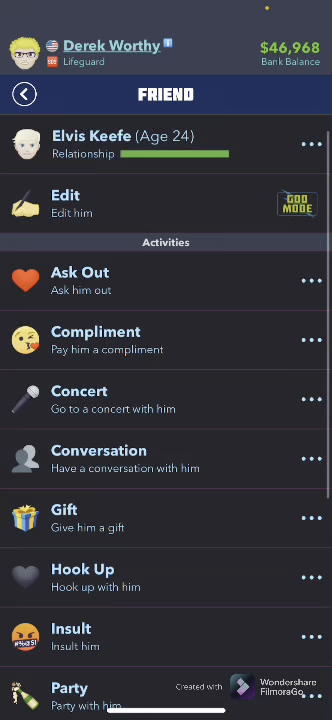 Derek Worthy
$46,968
Lifeguard
Bank Balance
FRIEND
Elvis Keefe (Age 24)
Relationship
Edit
Edit him
GOD MODE
Activities
Ask Out
Ask him out
Compliment
Pay him a compliment
Concert
Go to a concert with him
Conversation
Have a conversation with him
Gift
Give him a gift
Hook Up
Hook up with him
Insult
Insult him
Party
Party with him
Created with
Wondershare
FilmoraGo